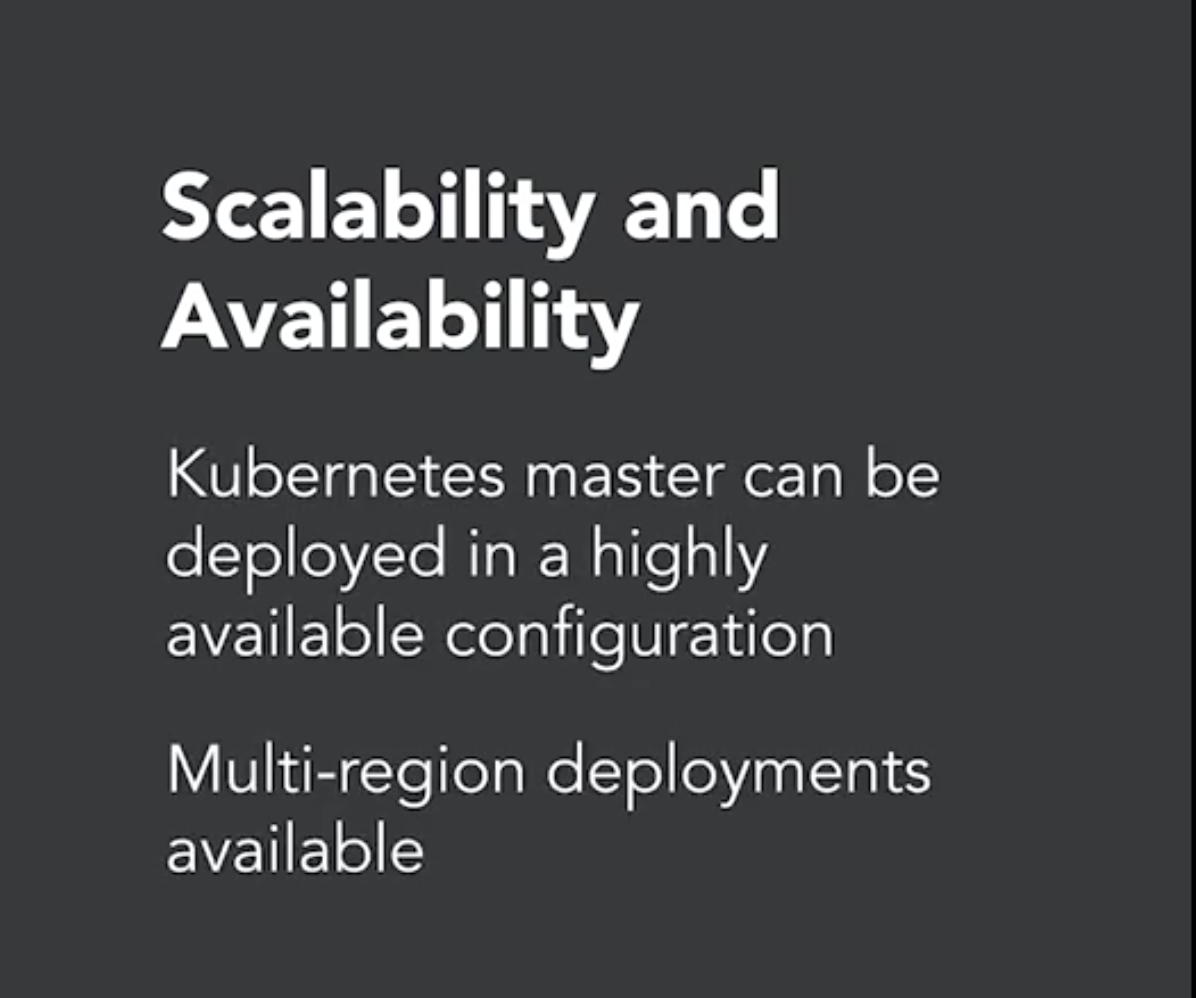 Scalability and
Availability
Kubernetes master can be
deployed in a highly
available configuration
Multi-region deployments
available